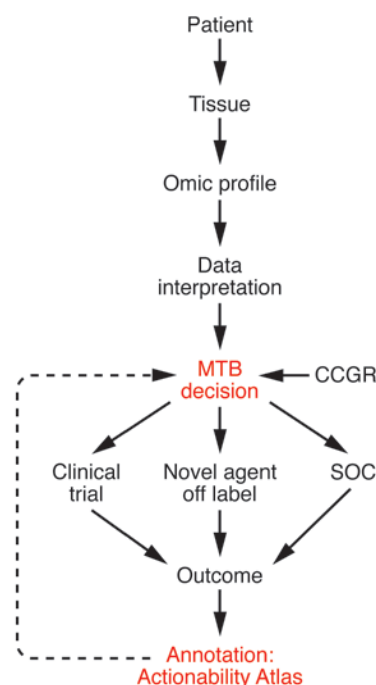 Patient
Tissue
Omic profile
Data
interpretation
MTB
decision
CCGR
Clinical
trial
Novel agent
off label
SOC
Outcome
Annotation:
Actionability Atlas